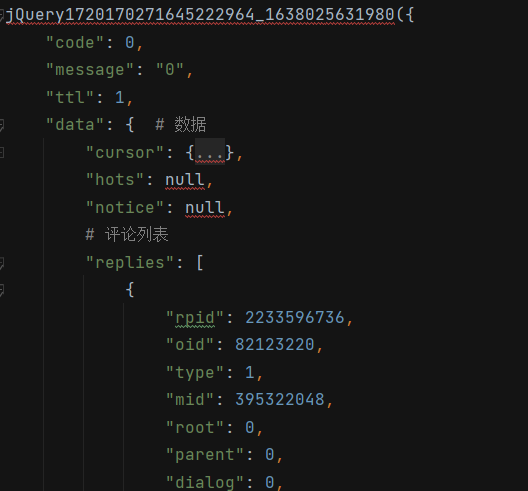 jQuery1720170271645222964_1638025631980({
"code": 0,
"message": "0",
"ttl": 1,
"data": {  # 数据
"cursor": {...},
"hots": null,
"notice": null,
# 评论列表
"replies": [
{
"rpid": 2233596736,
"oid": 82123220,
"type": 1,
"mid": 395322048,
"root": 0,
"parent": 0,
"dialog": 0,